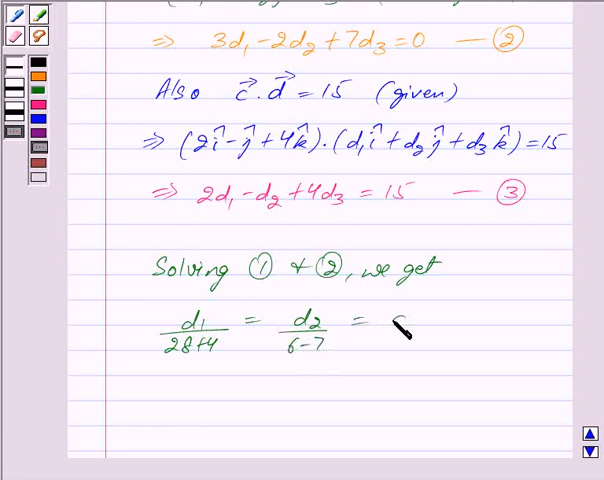 ⇒ 3d₁ - 2d₂ + 7d₃ = 0 — ②
Also c⃗ . d⃗ = 15 (given)
⇒ (2î - ĵ + 4k̂) . (d₁î + d₂ĵ + d₃k̂) = 15
⇒ 2d₁ - d₂ + 4d₃ = 15 — ③
Solving ① + ②, we get
d₁/(28+4) = d₂/(6-7) =